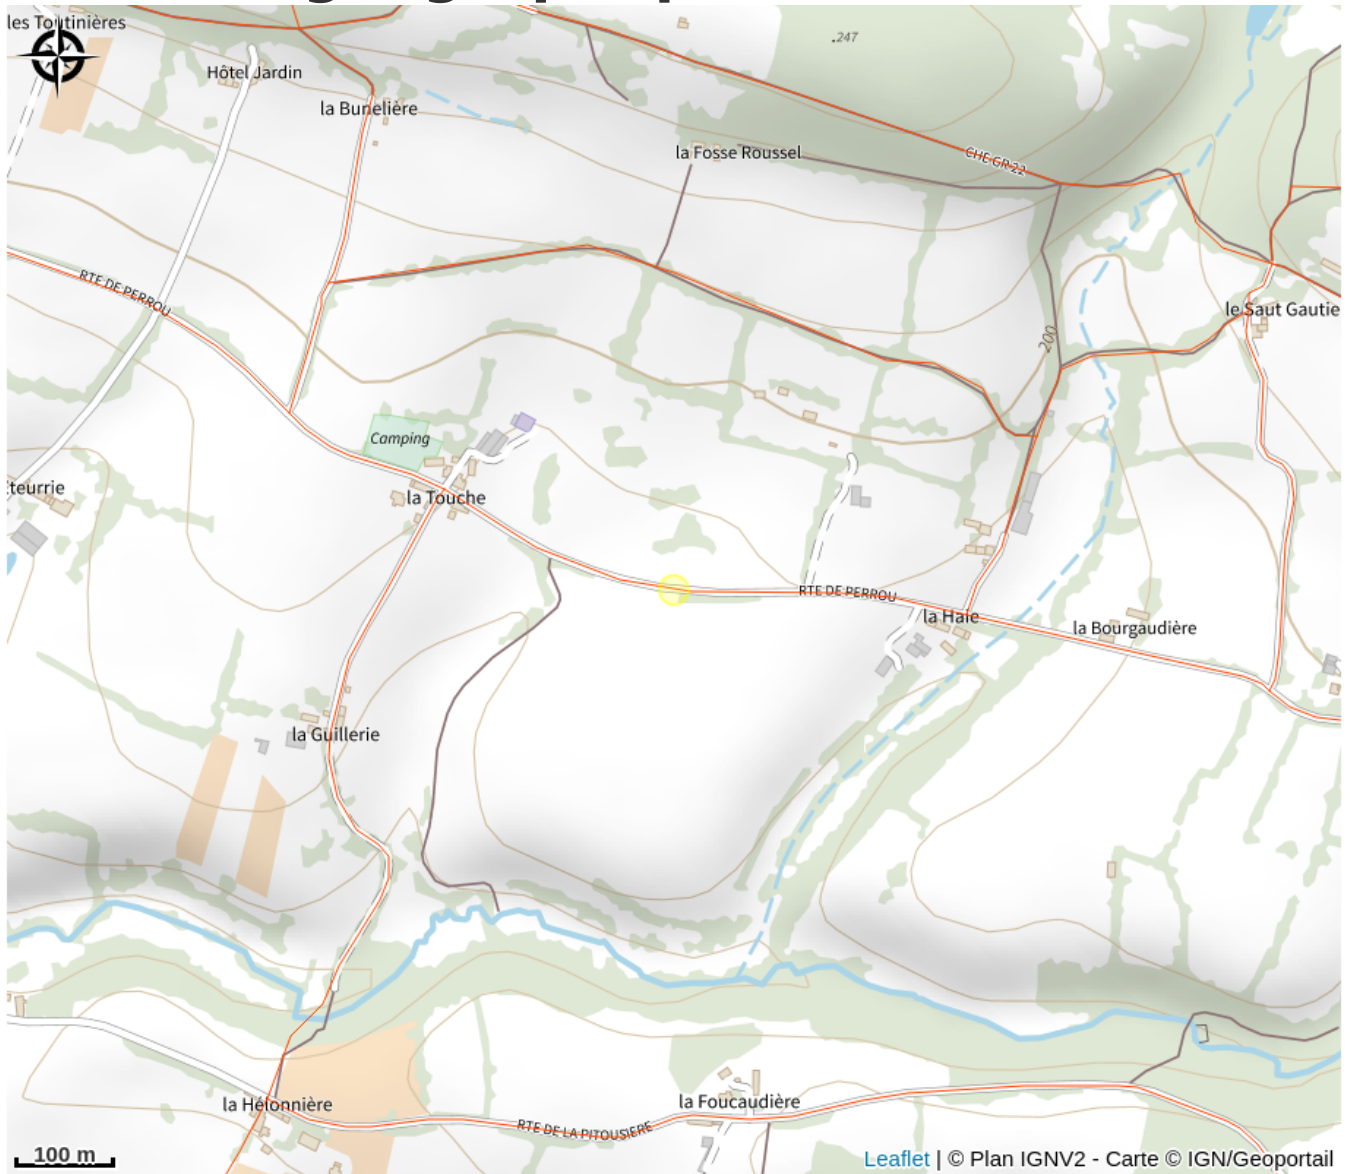 les Toutinières
.247
Hôtel Jardin
la Bunelière
la Fosse Roussel
CHE GR 22
RTE DE PERROU
le Saut Gautie
200
Camping
la Touche
teurrie
RTE DE PERROU
la Haie
la Bourgaudière
la Guillerie
la Hélonnière
la Foucaudière
RTE DE LA PITOUSIERE
100 m
Leaflet | © Plan IGNV2 - Carte © IGN/Geoportail